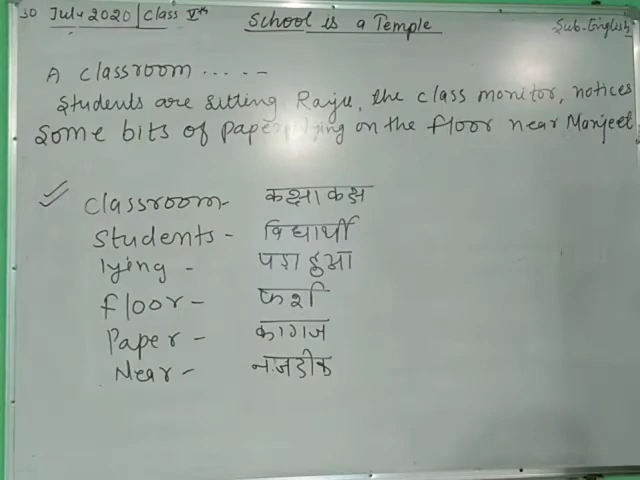 30 July 2020 | Class Vth School is a Temple Sub-English
A classroom .....
Students are sitting Raju, the class monitor, notices
some bits of paper lying on the floor near Manjeet
classroom- कक्षा कक्ष
Students - विद्यार्थी
lying - पड़ा हुआ
floor - फर्श
Paper - कागज
Near - नजदीक